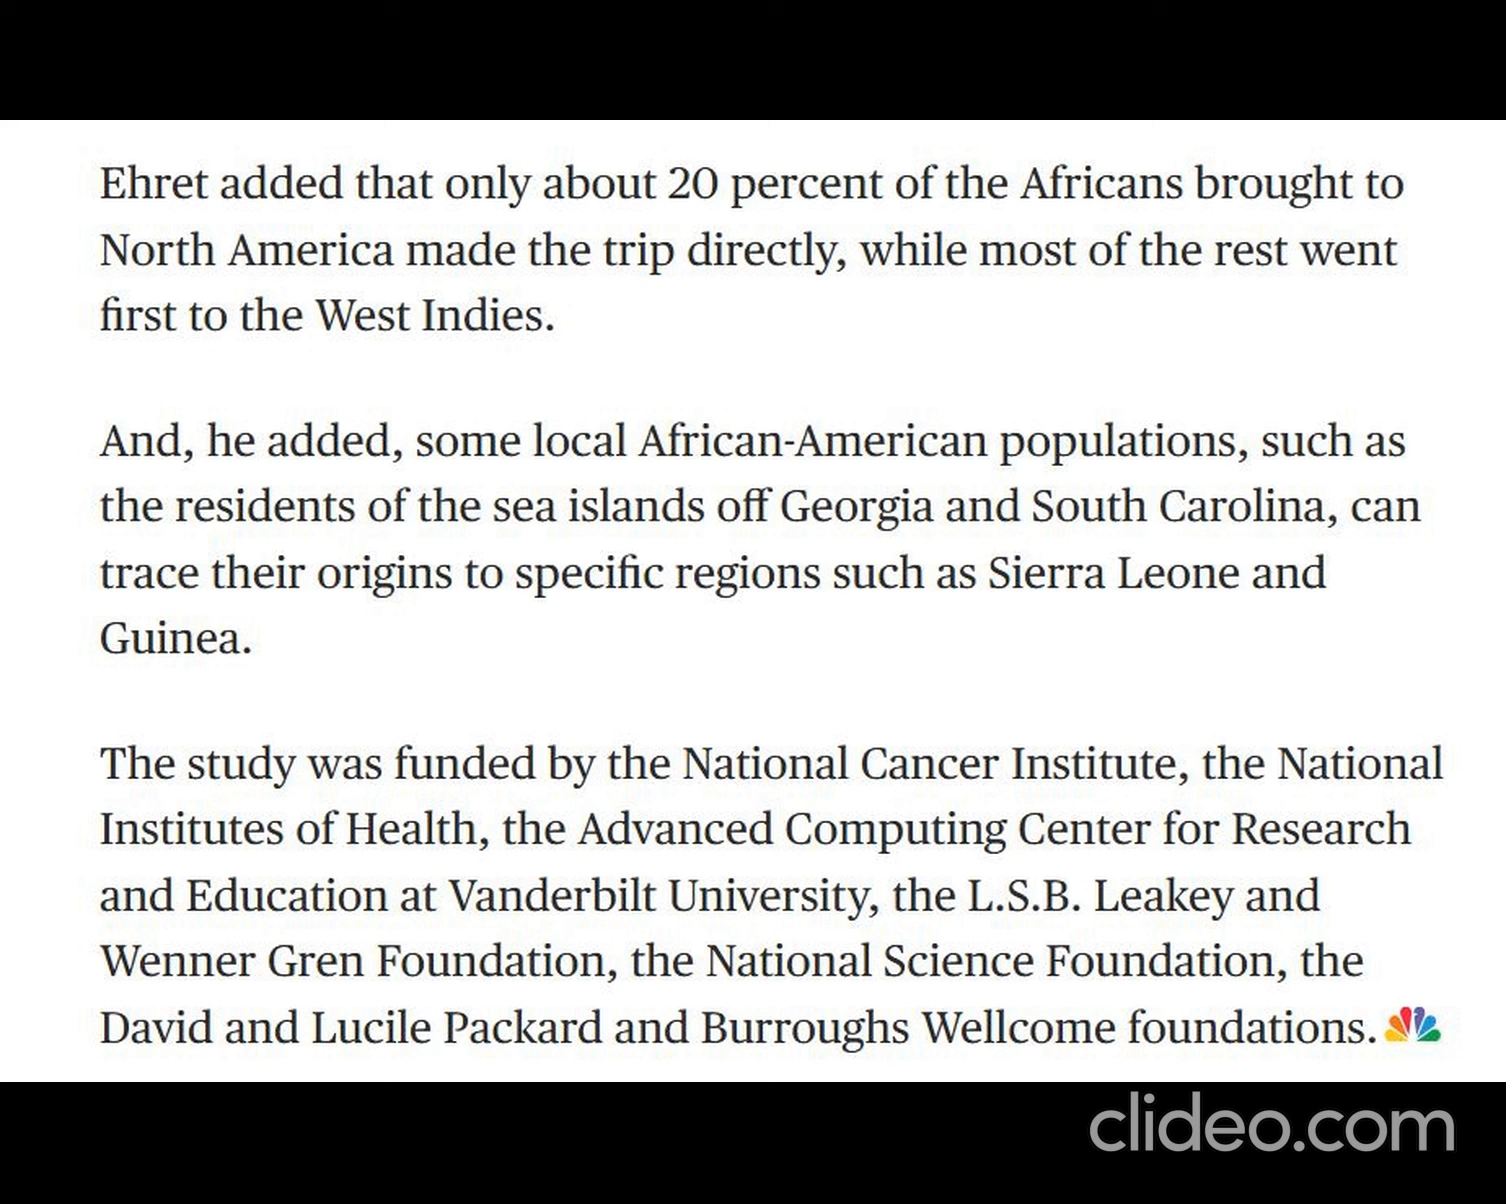 Ehret added that only about 20 percent of the Africans brought to
North America made the trip directly, while most of the rest went
first to the West Indies.
And, he added, some local African-American populations, such as
the residents of the sea islands off Georgia and South Carolina, can
trace their origins to specific regions such as Sierra Leone and
Guinea.
The study was funded by the National Cancer Institute, the National
Institutes of Health, the Advanced Computing Center for Research
and Education at Vanderbilt University, the L.S.B. Leakey and
Wenner Gren Foundation, the National Science Foundation, the
David and Lucile Packard and Burroughs Wellcome foundations.
clideo.com